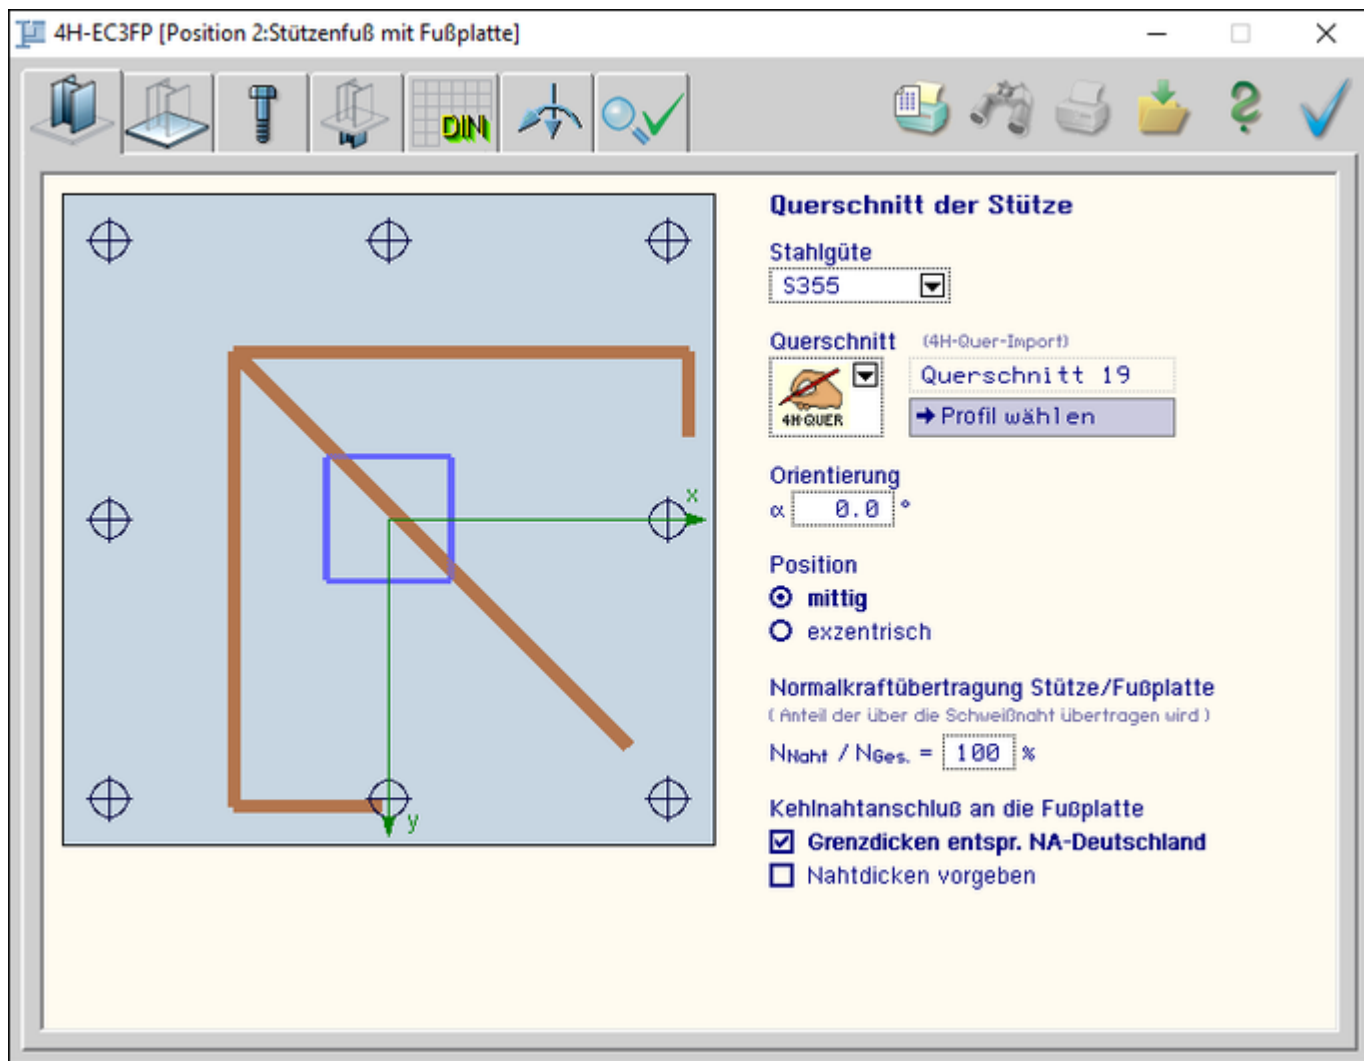 4H-EC3FP [Position 2:Stützenfuß mit Fußplatte]
DIN
Querschnitt der Stütze
Stahlgüte
S355
Querschnitt (4H-Quer-Import)
Querschnitt 19
4H-QUER
Profil wählen
Orientierung
α 0.0 °
Position
mittig
exzentrisch
Normalkraftübertragung Stütze/Fußplatte
( Anteil der über die Schweißnaht übertragen wird )
NNaht / NGes. = 100 %
Kehlnahtanschluß an die Fußplatte
Grenzdicken entspr. NA-Deutschland
Nahtdicken vorgeben
x
y